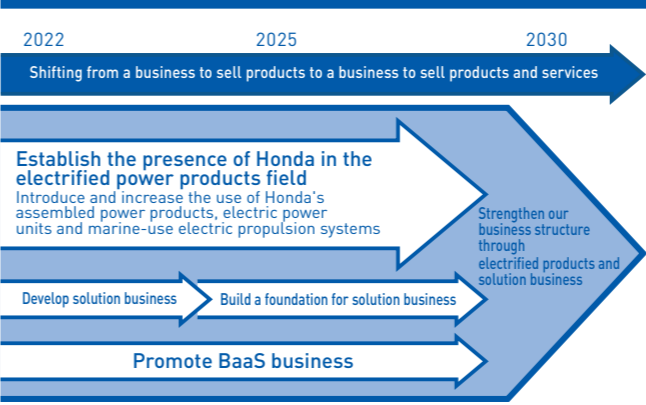 2022 2025 2030
Shifting from a business to sell products to a business to sell products and services
Establish the presence of Honda in the
electrified power products field
Introduce and increase the use of Honda's
assembled power products, electric power
units and marine-use electric propulsion systems
Strengthen our
business structure
through
electrified products and
solution business
Develop solution business
Build a foundation for solution business
Promote BaaS business